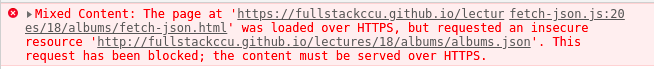 Mixed Content: The page at 'https://fullstackccu.github.io/lectur fetch-json.js:20
es/18/albums/fetch-json.html' was loaded over HTTPS, but requested an insecure
resource 'http://fullstackccu.github.io/lectures/18/albums/albums.json'. This
request has been blocked; the content must be served over HTTPS.